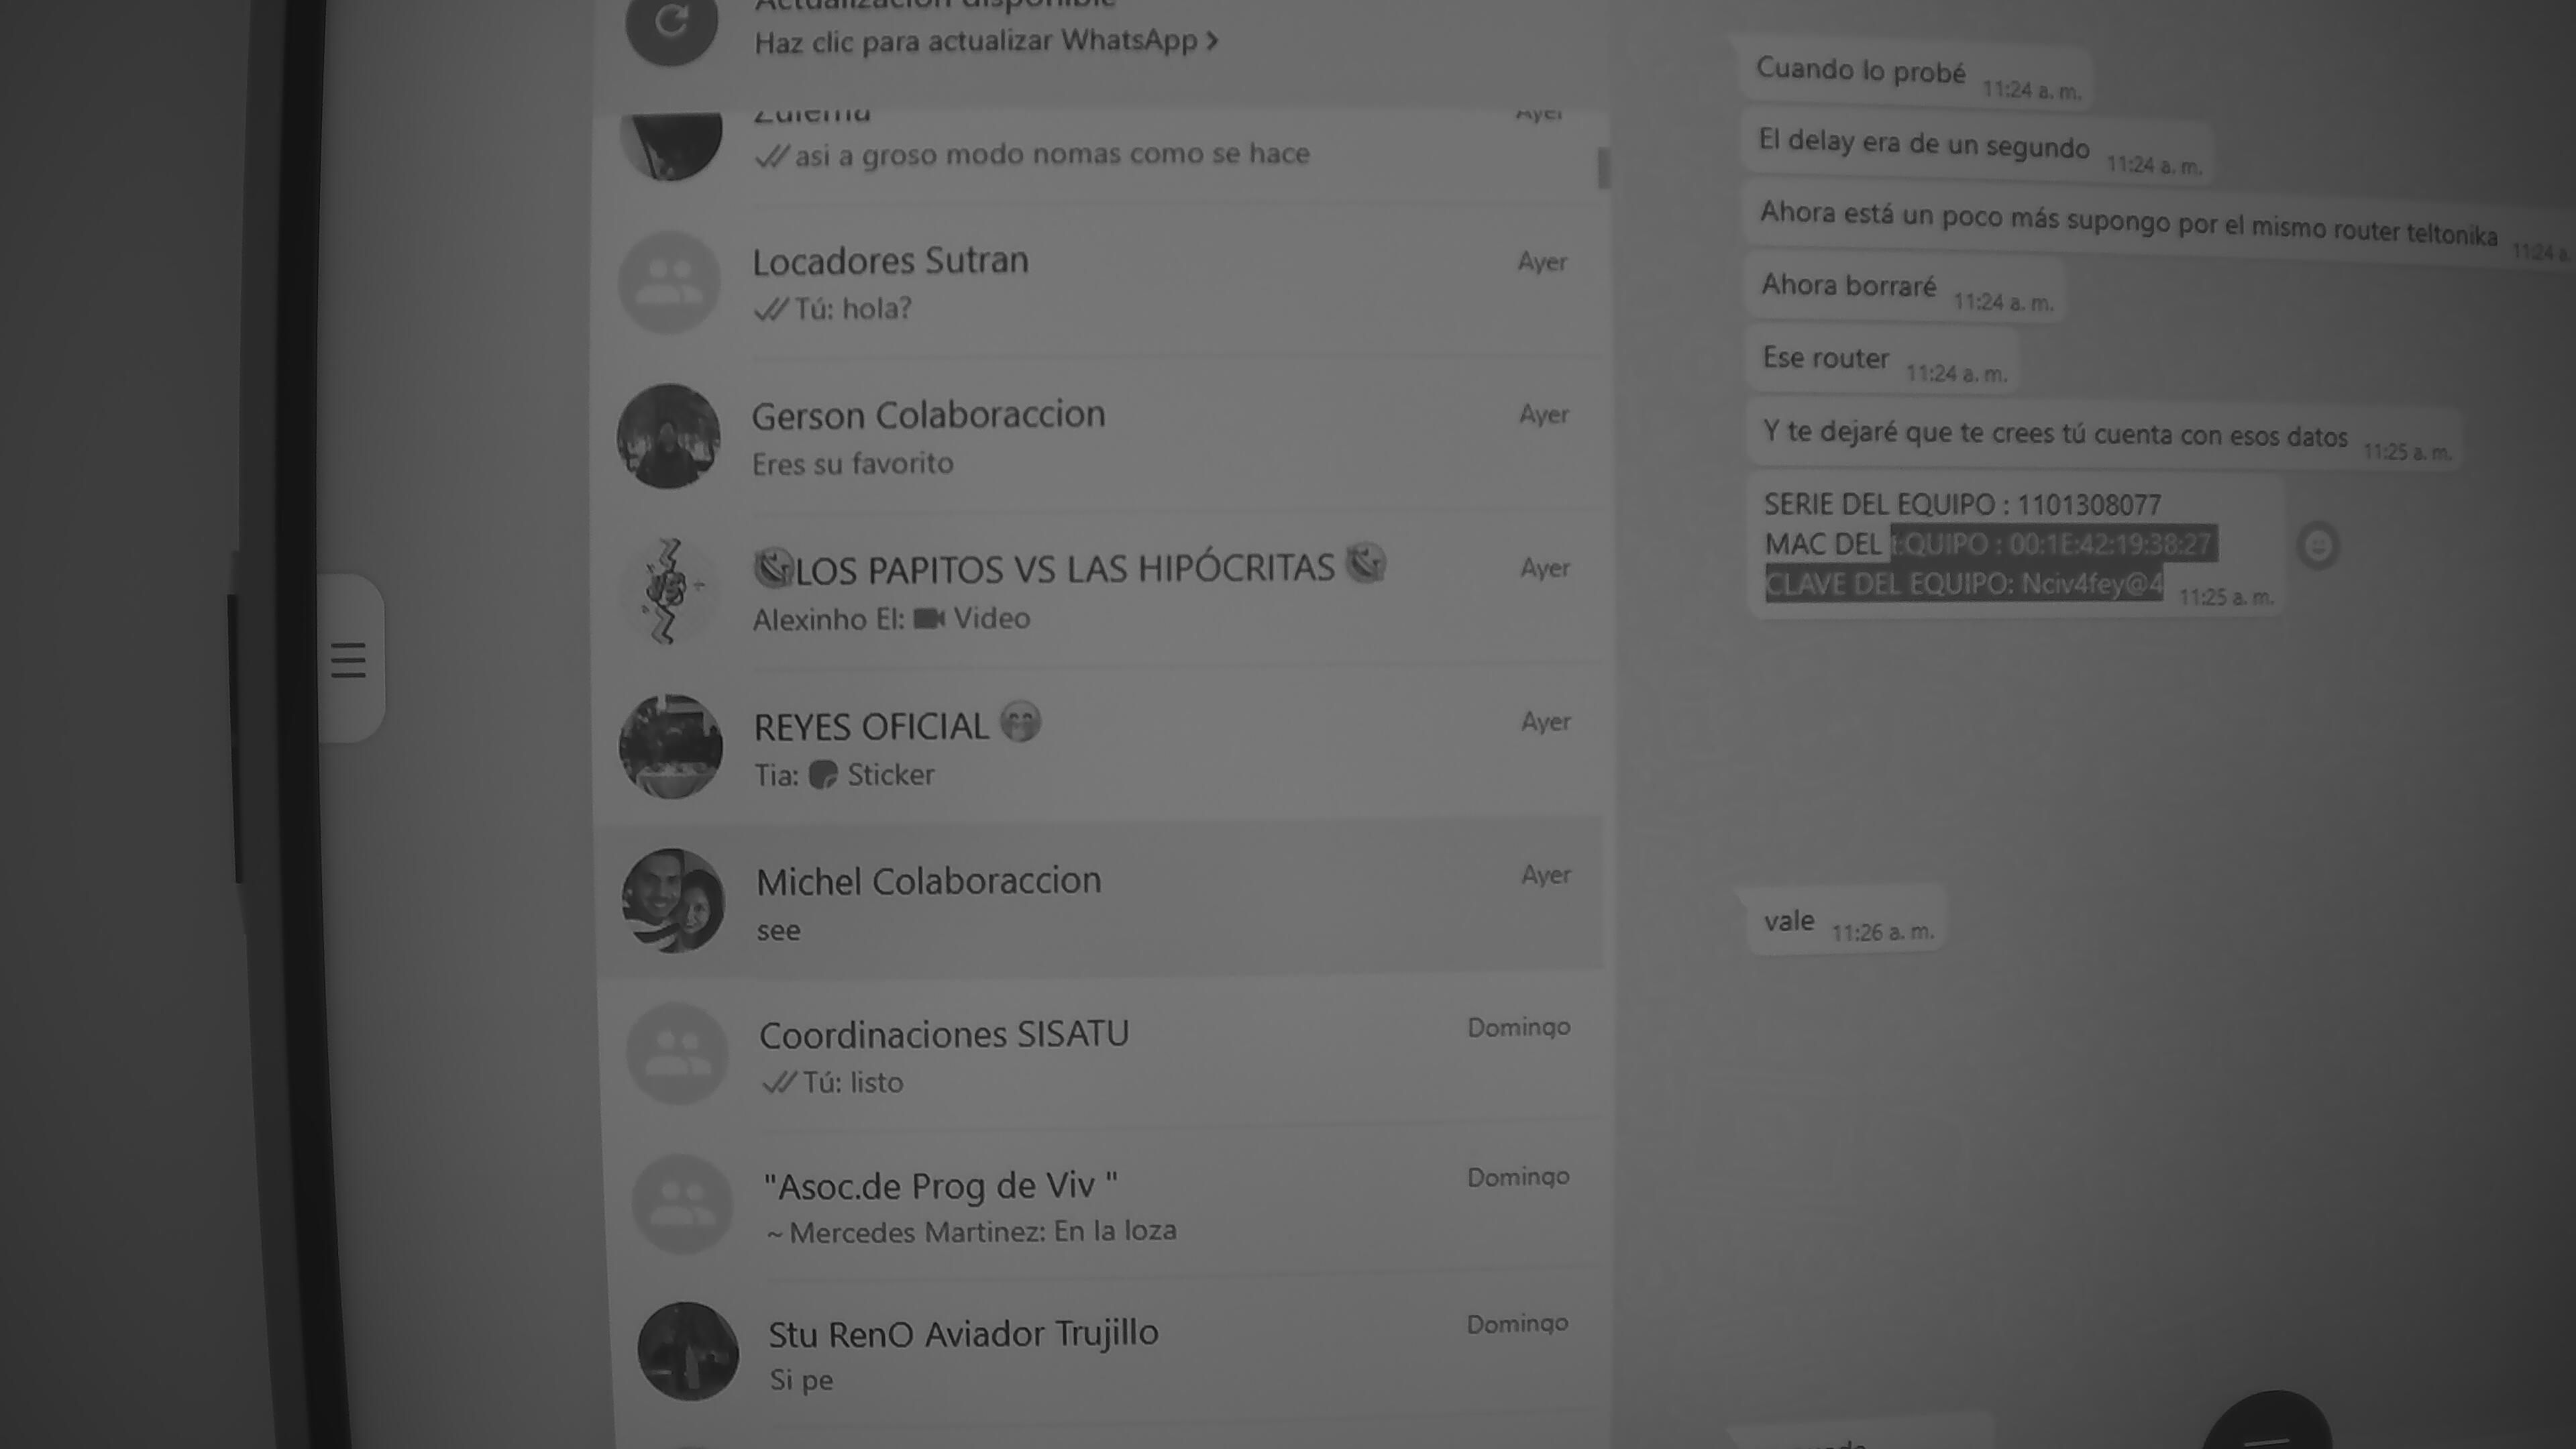 Actualización disponible
Haz clic para actualizar WhatsApp
Zulema
Ayer
asi a groso modo nomas como se hace
Locadores Sutran
Ayer
Tú: hola?
Gerson Colaboraccion
Ayer
Eres su favorito
LOS PAPITOS VS LAS HIPÓCRITAS
Ayer
Alexinho El: Video
REYES OFICIAL
Ayer
Tia: Sticker
Michel Colaboraccion
Ayer
see
Coordinaciones SISATU
Domingo
Tú: listo
"Asoc.de Prog de Viv "
Domingo
~ Mercedes Martinez: En la loza
Stu RenO Aviador Trujillo
Domingo
Si pe
Cuando lo probé 11:24 a. m.
El delay era de un segundo 11:24 a. m.
Ahora está un poco más supongo por el mismo router teltonika 11:24 a.
Ahora borraré 11:24 a. m.
Ese router 11:24 a. m.
Y te dejaré que te crees tú cuenta con esos datos 11:25 a. m.
SERIE DEL EQUIPO : 1101308077
MAC DEL EQUIPO : 00:1E:42:19:38:27
CLAVE DEL EQUIPO: Nciv4fey@4 11:25 a. m.
vale 11:26 a. m.